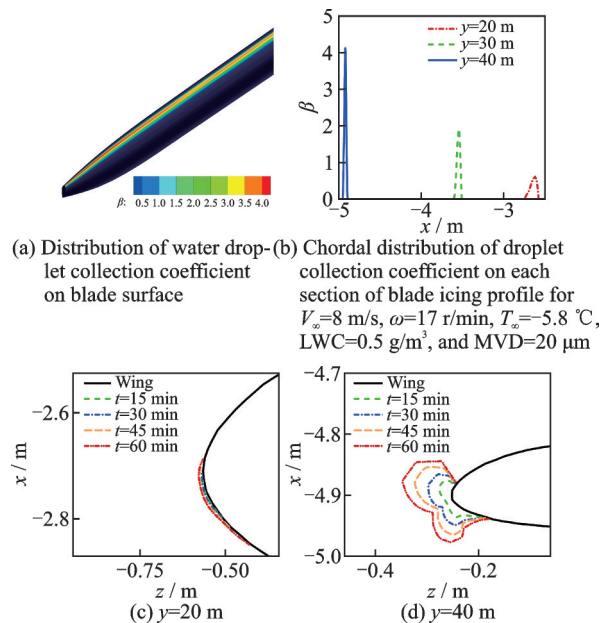 β:
0.5 1.0 1.5 2.0 2.5 3.0 3.5 4.0
(a) Distribution of water drop-
let collection coefficient
on blade surface
y=20 m
y=30 m
y=40 m
5
4
3
2
1
0
β
−5 −4 −3
x / m
(b) Chordal distribution of droplet
collection coefficient on each
section of blade icing profile for
V∞=8 m/s, ω=17 r/min, T∞=−5.8 ℃,
LWC=0.5 g/m³, and MVD=20 μm
Wing
t=15 min
t=30 min
t=45 min
t=60 min
−2.6
−2.8
x / m
−0.75 −0.50
z / m
(c) y=20 m
Wing
t=15 min
t=30 min
t=45 min
t=60 min
−4.7
−4.8
−4.9
−5.0
x / m
−0.4 −0.2
z / m
(d) y=40 m